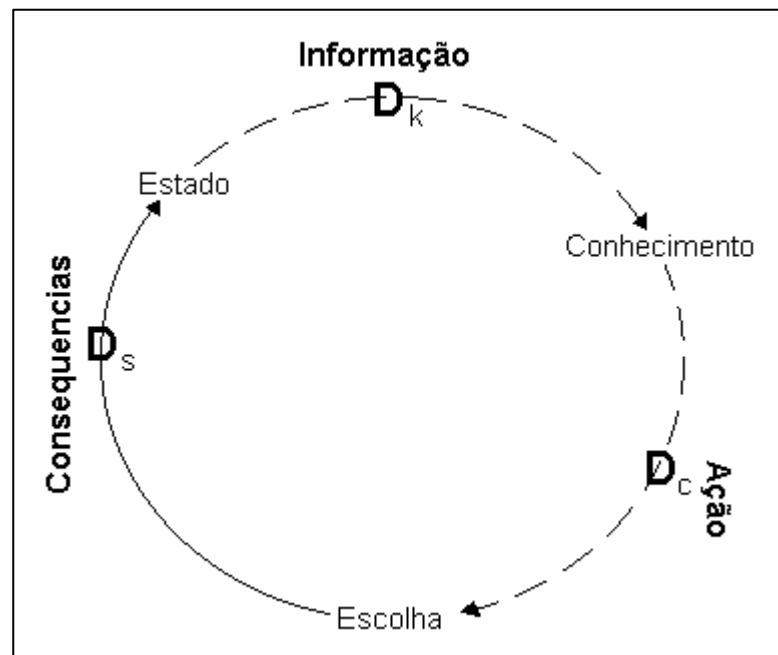 Informação
D k
Estado
Conhecimento
Consequencias
D s
D c
Ação
Escolha